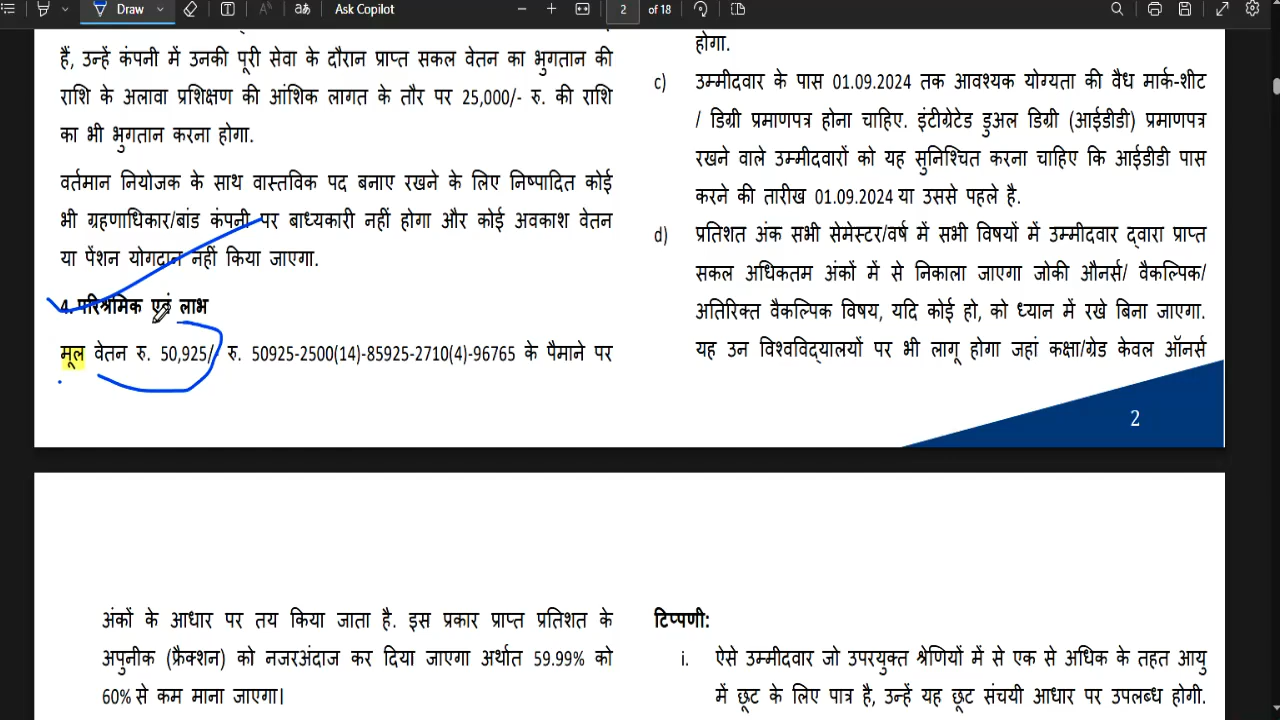 Draw
Ask Copilot
2 of 18
हैं, उन्हें कंपनी में उनकी पूरी सेवा के दौरान प्राप्त सकल वेतन का भुगतान की
राशि के अलावा प्रशिक्षण की आंशिक लागत के तौर पर 25,000/- रु. की राशि
का भी भुगतान करना होगा.
वर्तमान नियोजक के साथ वास्तविक पद बनाए रखने के लिए निष्पादित कोई
भी ग्रहणाधिकार/बांड कंपनी पर बाध्यकारी नहीं होगा और कोई अवकाश वेतन
या पेंशन योगदान नहीं किया जाएगा.
4. परिश्रमिक एवं लाभ
मूल वेतन रु. 50,925/- रु. 50925-2500(14)-85925-2710(4)-96765 के पैमाने पर
होगा.
c) उम्मीदवार के पास 01.09.2024 तक आवश्यक योग्यता की वैध मार्क-शीट
/ डिग्री प्रमाणपत्र होना चाहिए. इंटीग्रेटेड डुअल डिग्री (आईडीडी) प्रमाणपत्र
रखने वाले उम्मीदवारों को यह सुनिश्चित करना चाहिए कि आईडीडी पास
करने की तारीख 01.09.2024 या उससे पहले है.
d) प्रतिशत अंक सभी सेमेस्टर/वर्ष में सभी विषयों में उम्मीदवार द्वारा प्राप्त
सकल अधिकतम अंकों में से निकाला जाएगा जोकी औनर्स/ वैकल्पिक/
अतिरिक्त वैकल्पिक विषय, यदि कोई हो, को ध्यान में रखे बिना जाएगा.
यह उन विश्वविद्यालयों पर भी लागू होगा जहां कक्षा/ग्रेड केवल ऑनर्स
2
अंकों के आधार पर तय किया जाता है. इस प्रकार प्राप्त प्रतिशत के
अपुनीक (फ्रैक्शन) को नजरअंदाज कर दिया जाएगा अर्थात 59.99% को
60% से कम माना जाएगा।
टिप्पणी:
i. ऐसे उम्मीदवार जो उपरयुक्त श्रेणियों में से एक से अधिक के तहत आयु
में छूट के लिए पात्र है, उन्हें यह छूट संचयी आधार पर उपलब्ध होगी.